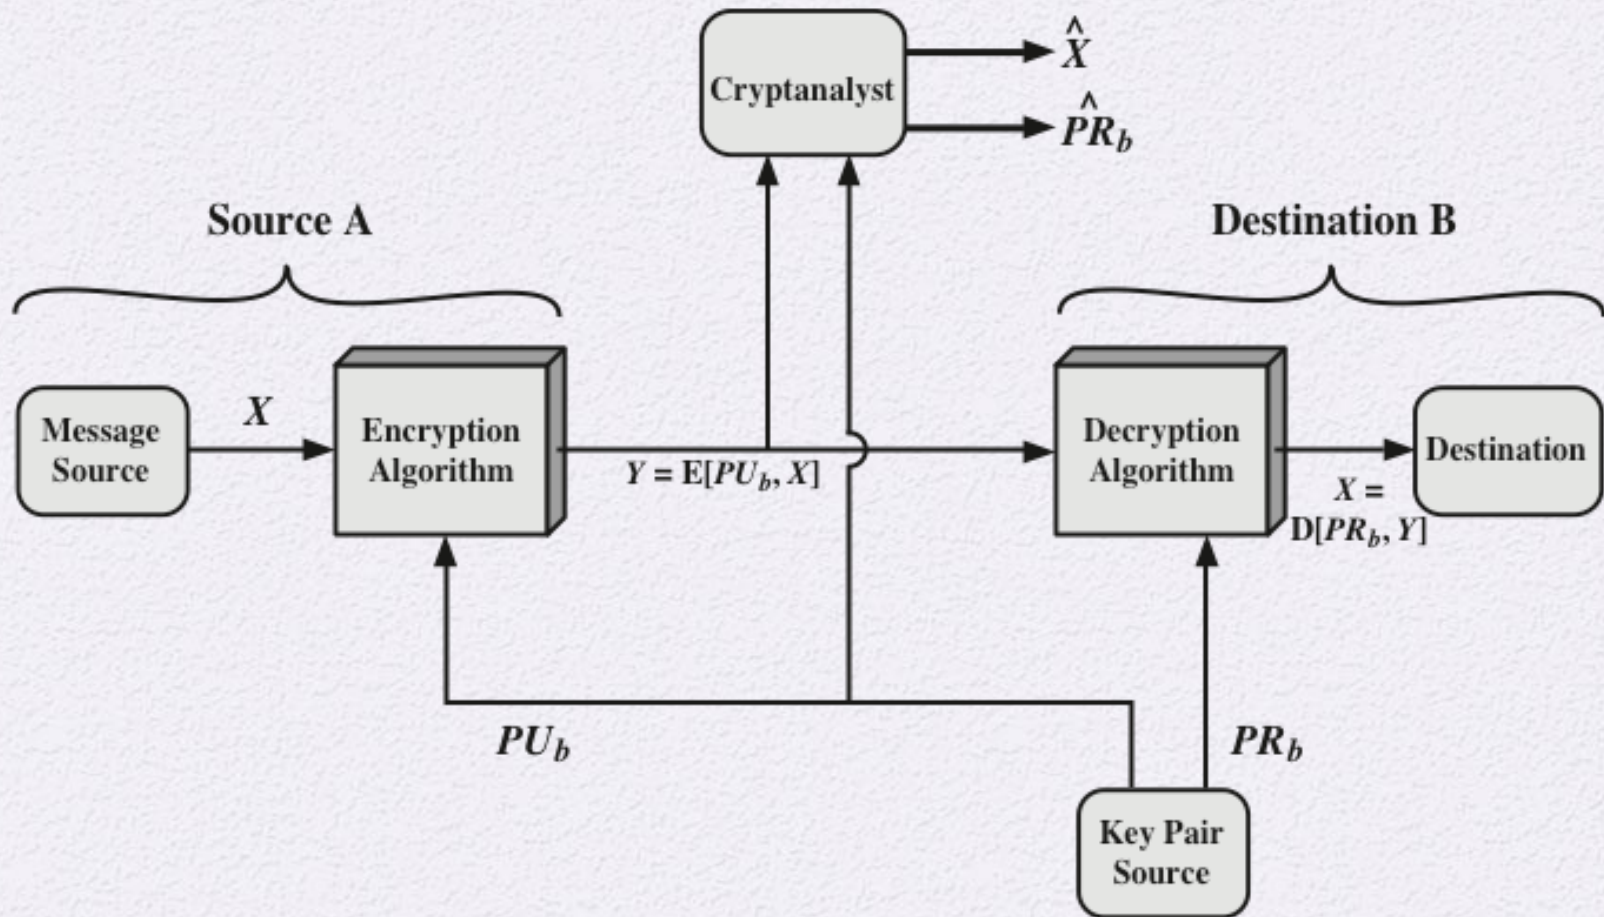 Cryptanalyst
X̂
P̂R_b
Source A
Destination B
Message
Source
X
Encryption
Algorithm
Y = E[PU_b, X]
Decryption
Algorithm
X =
D[PR_b, Y]
Destination
PU_b
PR_b
Key Pair
Source